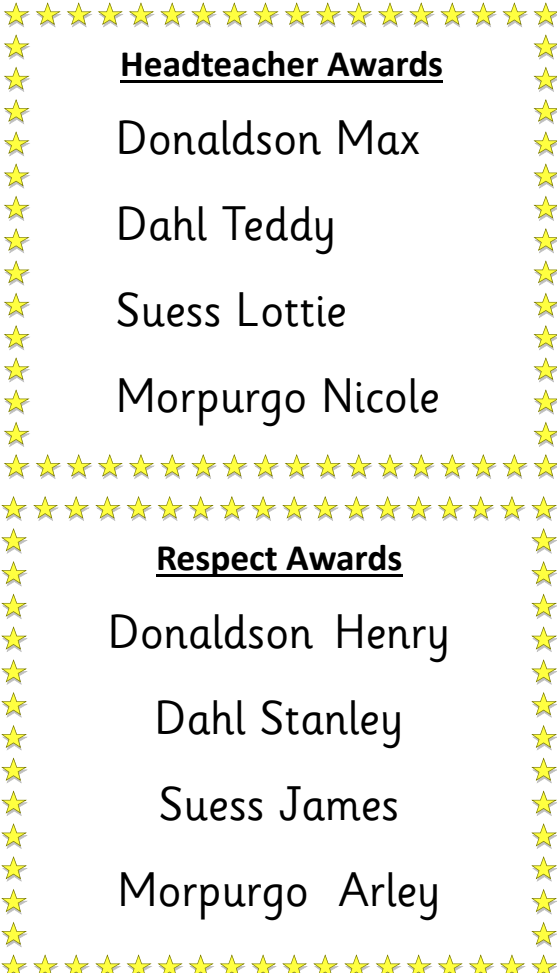 Headteacher Awards
Donaldson Max
Dahl Teddy
Suess Lottie
Morpurgo Nicole
Respect Awards
Donaldson Henry
Dahl Stanley
Suess James
Morpurgo Arley